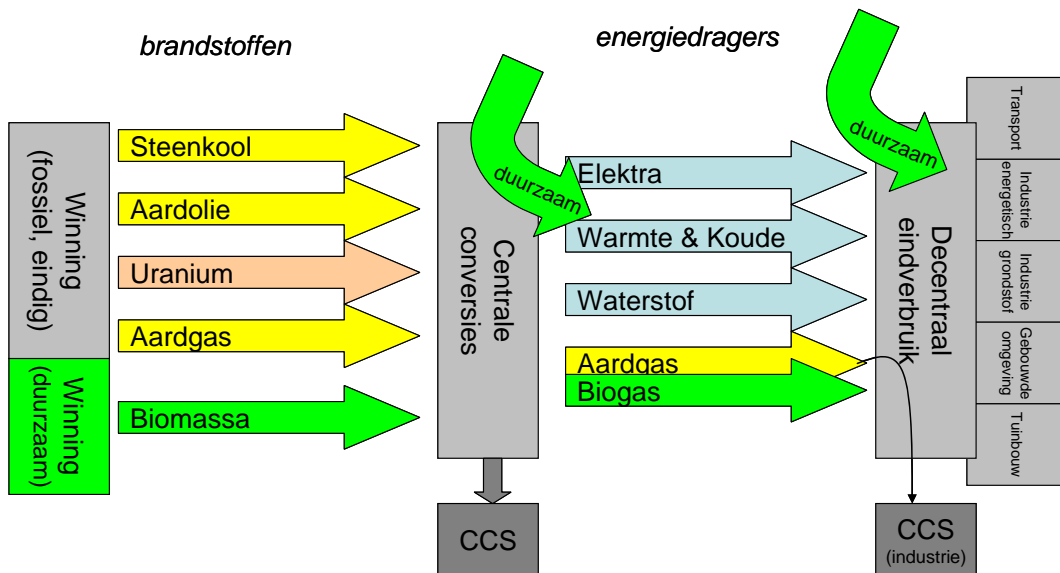 brandstoffen
energiedragers
Winning
(fossiel, eindig)
Winning
(duurzaam)
Steenkool
Aardolie
Uranium
Aardgas
Biomassa
Centrale
conversies
duurzaam
CCS
Elektra
Warmte & Koude
Waterstof
Aardgas
Biogas
duurzaam
Decentraal
eindverbruik
CCS
(industrie)
Transport
Industrie
energetisch
Industrie
grondstof
Gebouwde
omgeving
Tuinbouw